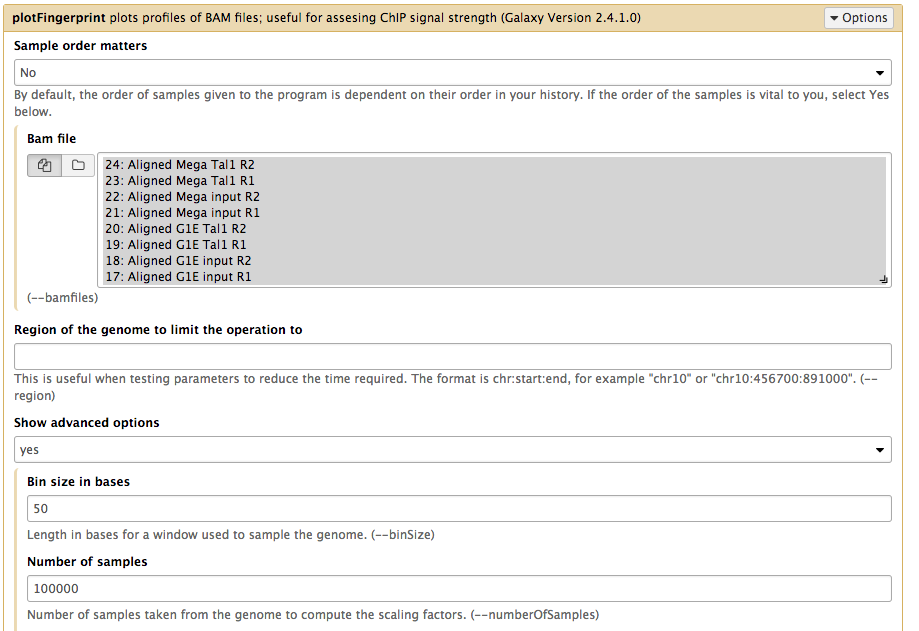 plotFingerprint plots profiles of BAM files; useful for assesing ChIP signal strength (Galaxy Version 2.4.1.0)
Options
Sample order matters
No
By default, the order of samples given to the program is dependent on their order in your history. If the order of the samples is vital to you, select Yes
below.
Bam file
24: Aligned Mega Tal1 R2
23: Aligned Mega Tal1 R1
22: Aligned Mega input R2
21: Aligned Mega input R1
20: Aligned G1E Tal1 R2
19: Aligned G1E Tal1 R1
18: Aligned G1E input R2
17: Aligned G1E input R1
(--bamfiles)
Region of the genome to limit the operation to
This is useful when testing parameters to reduce the time required. The format is chr:start:end, for example "chr10" or "chr10:456700:891000". (--
region)
Show advanced options
yes
Bin size in bases
50
Length in bases for a window used to sample the genome. (--binSize)
Number of samples
100000
Number of samples taken from the genome to compute the scaling factors. (--numberOfSamples)